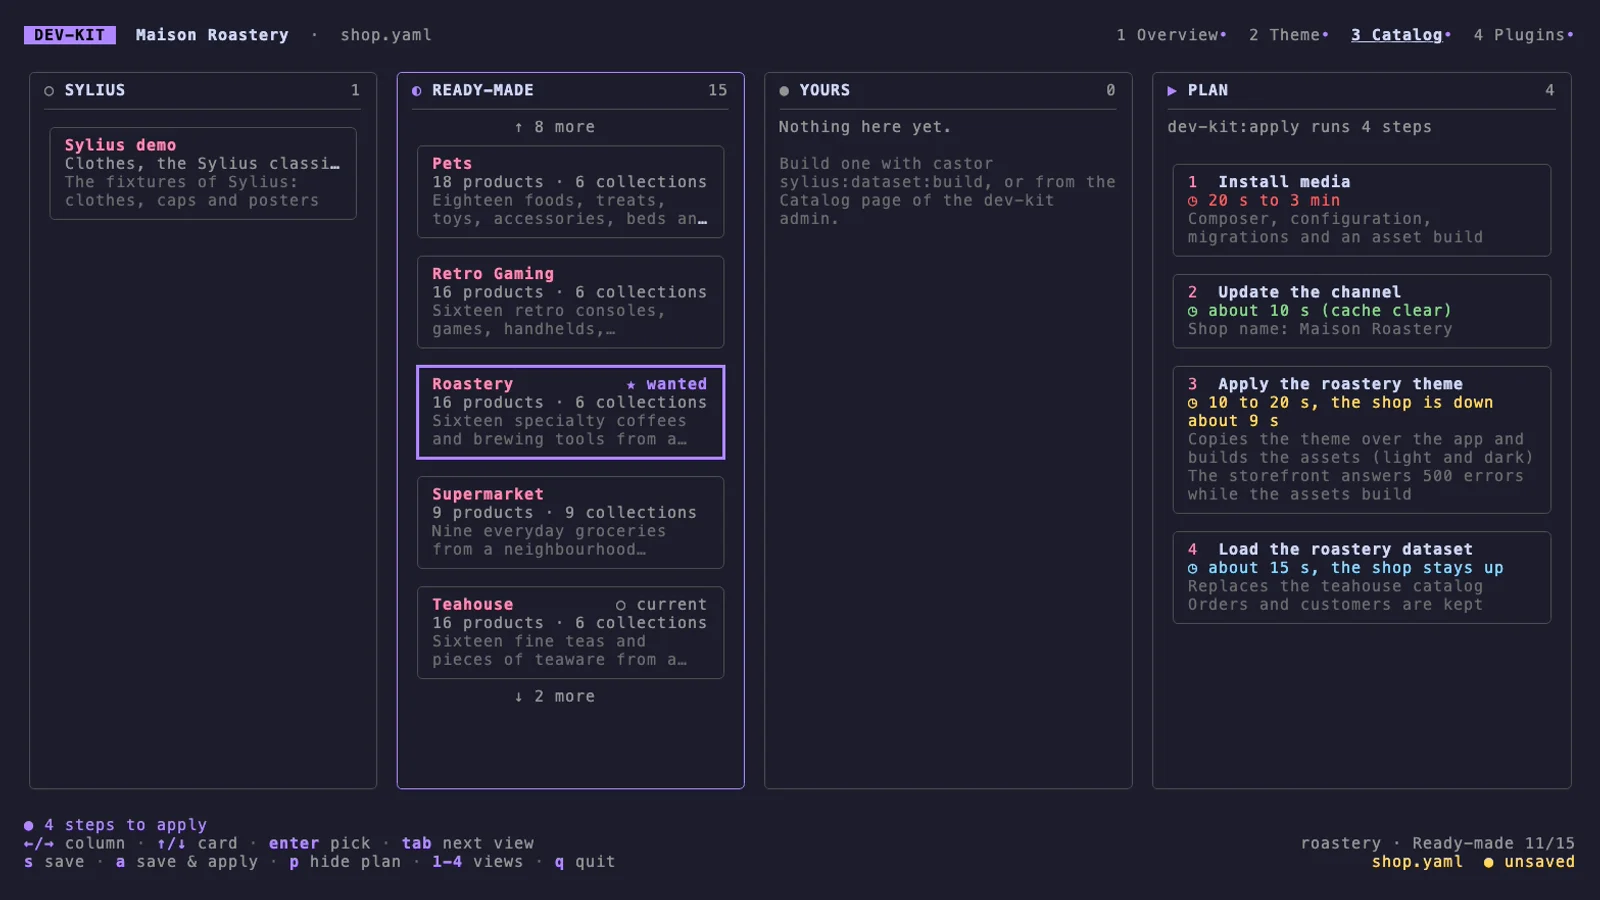 DEV-KIT Maison Roastery · shop.yaml
1 Overview• 2 Theme• 3 Catalog• 4 Plugins•
○ SYLIUS 1
Sylius demo
Clothes, the Sylius classi…
The fixtures of Sylius:
clothes, caps and posters
◐ READY-MADE 15
↑ 8 more
Pets
18 products · 6 collections
Eighteen foods, treats,
toys, accessories, beds an…
Retro Gaming
16 products · 6 collections
Sixteen retro consoles,
games, handhelds,…
Roastery ★ wanted
16 products · 6 collections
Sixteen specialty coffees
and brewing tools from a…
Supermarket
9 products · 9 collections
Nine everyday groceries
from a neighbourhood…
Teahouse ○ current
16 products · 6 collections
Sixteen fine teas and
pieces of teaware from a…
↓ 2 more
● YOURS 0
Nothing here yet.
Build one with castor
sylius:dataset:build, or from the
Catalog page of the dev-kit
admin.
▶ PLAN 4
dev-kit:apply runs 4 steps
1 Install media
◷ 20 s to 3 min
Composer, configuration,
migrations and an asset build
2 Update the channel
◷ about 10 s (cache clear)
Shop name: Maison Roastery
3 Apply the roastery theme
◷ 10 to 20 s, the shop is down
about 9 s
Copies the theme over the app and
builds the assets (light and dark)
The storefront answers 500 errors
while the assets build
4 Load the roastery dataset
◷ about 15 s, the shop stays up
Replaces the teahouse catalog
Orders and customers are kept
● 4 steps to apply
←/→ column · ↑/↓ card · enter pick · tab next view
s save · a save & apply · p hide plan · 1-4 views · q quit
roastery · Ready-made 11/15
shop.yaml ● unsaved